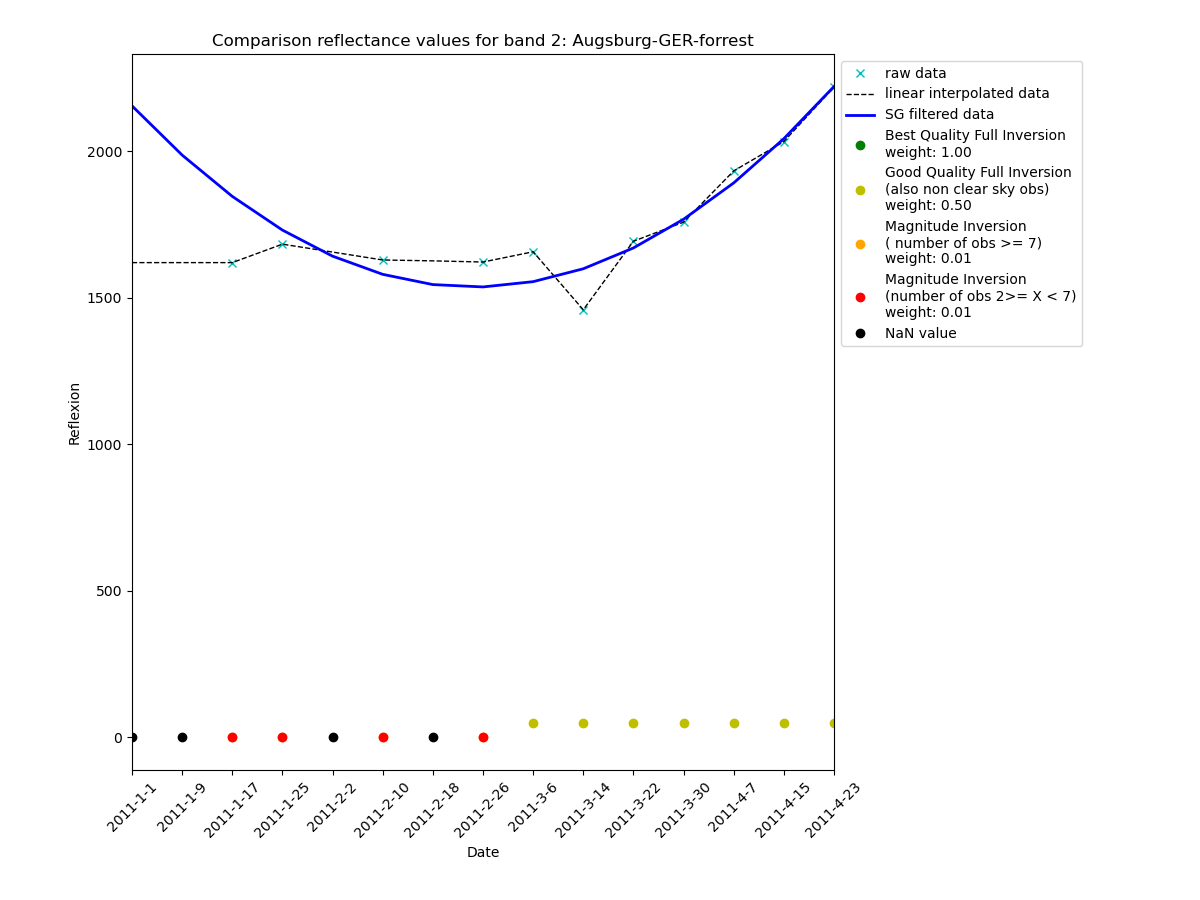 Comparison reflectance values for band 2: Augsburg-GER-forrest
raw data
linear interpolated data
SG filtered data
Best Quality Full Inversion
weight: 1.00
Good Quality Full Inversion
(also non clear sky obs)
weight: 0.50
Magnitude Inversion
( number of obs >= 7)
weight: 0.01
Magnitude Inversion
(number of obs 2>= X < 7)
weight: 0.01
NaN value
Reflexion
2000
1500
1000
500
0
2011-1-1
2011-1-9
2011-1-17
2011-1-25
2011-2-2
2011-2-10
2011-2-18
2011-2-26
2011-3-6
2011-3-14
2011-3-22
2011-3-30
2011-4-7
2011-4-15
2011-4-23
Date